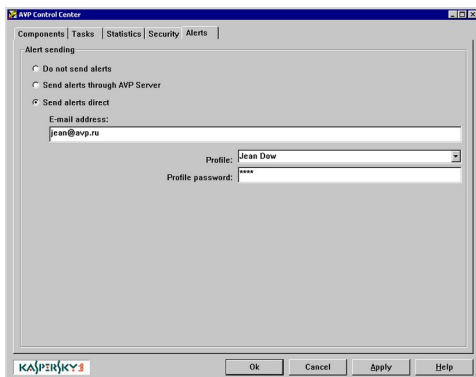 AVP Control Center
Components Tasks Statistics Security Alerts
Alert sending
Do not send alerts
Send alerts through AVP Server
Send alerts direct
E-mail address:
jean@avp.ru
Profile: Jean Dow
Profile password: ****
KASPERSKY
Ok Cancel Apply Help